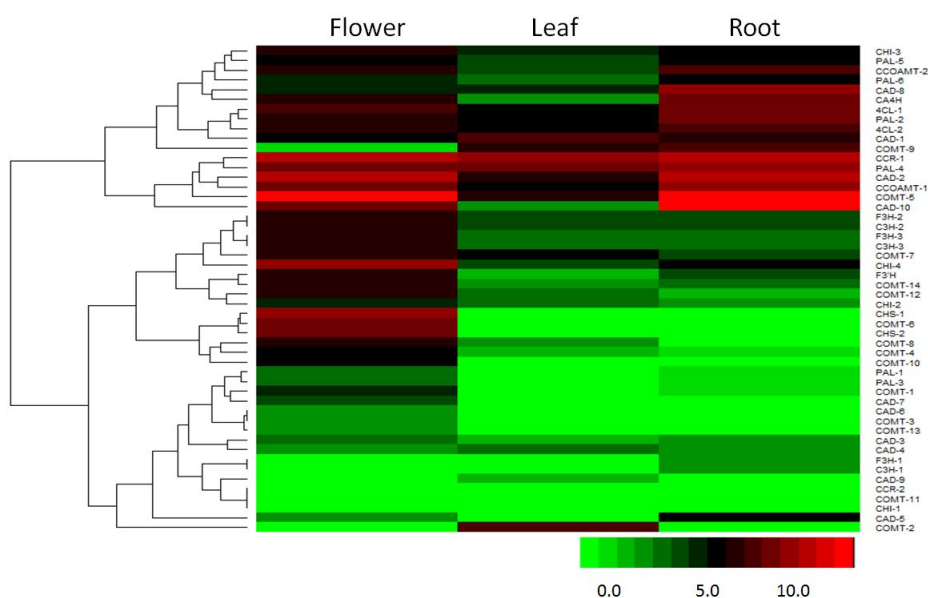 Flower Leaf Root
CHI-3
PAL-5
CCOAMT-2
PAL-6
CAD-8
CA4H
4CL-1
PAL-2
4CL-2
CAD-1
COMT-9
CCR-1
PAL-4
CAD-2
CCOAMT-1
COMT-5
CAD-10
F3H-2
C3H-2
F3H-3
C3H-3
COMT-7
CHI-4
F3'H
COMT-14
COMT-12
CHI-2
CHS-1
COMT-6
CHS-2
COMT-8
COMT-4
COMT-10
PAL-1
PAL-3
COMT-1
CAD-7
CAD-6
COMT-3
COMT-13
CAD-3
CAD-4
F3H-1
C3H-1
CAD-9
CCR-2
COMT-11
CHI-1
CAD-5
COMT-2
0.0 5.0 10.0